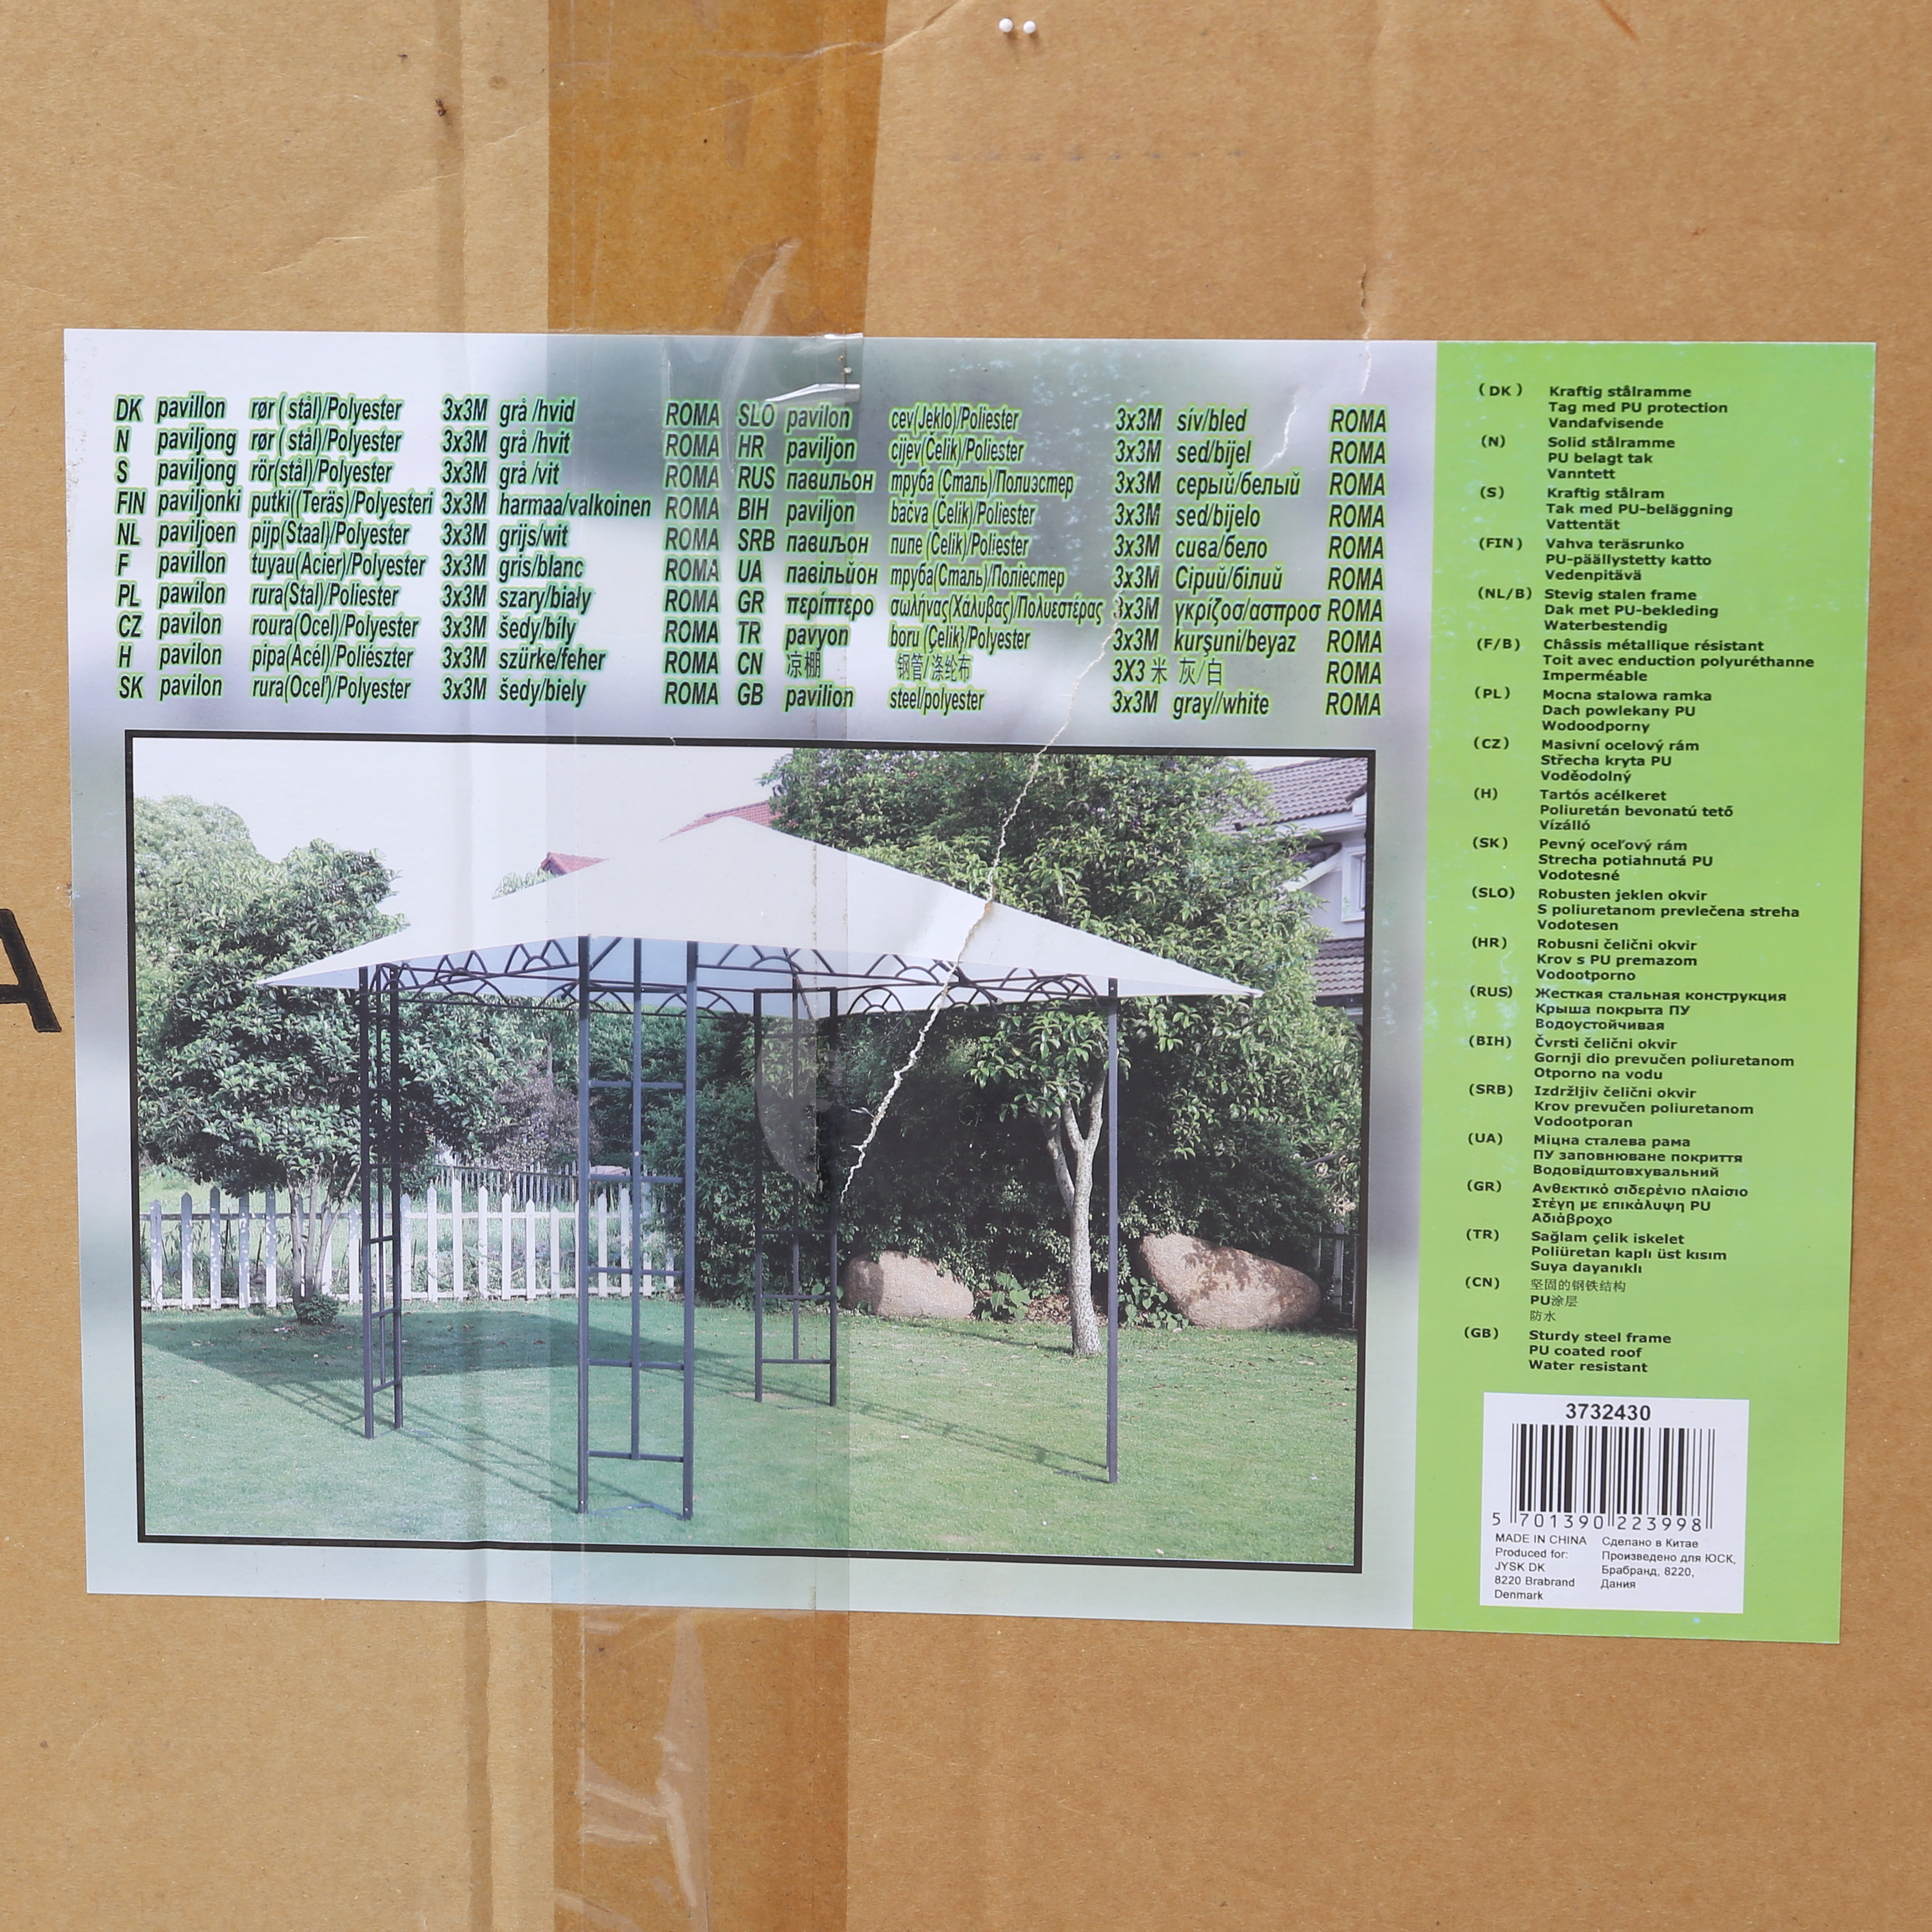 A
DK pavillon rør ( stål)/Polyester 3x3M grå /hvid ROMA
N paviljong rør ( stål)/Polyester 3x3M grå /hvit ROMA
S paviljong rör(stål)/Polyester 3x3M grå /vit ROMA
FIN paviljonki putki((Teräs)/Polyesteri 3x3M harmaa/valkoinen ROMA
NL paviljoen pijp(Staal)/Polyester 3x3M grijs/wit ROMA
F pavillon tuyau(Acier)/Polyester 3x3M gris/blanc ROMA
PL pawilon rura(Stal)/Poliester 3x3M szary/biały ROMA
CZ pavilon roura(Ocel)/Polyester 3x3M šedy/bíly ROMA
H pavilon pipa(Acél)/Poliészter 3x3M szürke/feher ROMA
SK pavilon rura(Oceľ)/Polyester 3x3M šedy/biely ROMA
SLO pavilon cev(Jeklo)/Poliester 3x3M sív/bled ROMA
HR paviljon cijev(Čelik)/Poliester 3x3M sed/bijel ROMA
RUS павильон труба (Сталь)/Полиэстер 3x3M серый/белый ROMA
BIH paviljon bačva (Čelik)/Poliester 3x3M sed/bijelo ROMA
SRB павиљон пипе (Čelik)/Poliester 3x3M сива/бело ROMA
UA павільйон труба(Сталь)/Поліестер 3x3M Сірий/білий ROMA
GR περίπτερο σωλήνας(Χάλυβας)/Πολυεστέρας 3x3M γκρίζοσ/ασπροσ ROMA
TR pavyon boru (Çelik}/Polyester 3x3M kurşuni/beyaz ROMA
CN 凉棚 钢管/涤纶布 3X3 米 灰/白 ROMA
GB pavilion steel/polyester 3x3M gray//white ROMA
(DK) Kraftig stålramme
Tag med PU protection
Vandafvisende
(N) Solid stålramme
PU belagt tak
Vanntett
(S) Kraftig stålram
Tak med PU-beläggning
Vattentät
(FIN) Vahva teräsrunko
PU-päällystetty katto
Vedenpitävä
(NL/B) Stevig stalen frame
Dak met PU-bekleding
Waterbestendig
(F/B) Châssis métallique résistant
Toit avec enduction polyuréthanne
Imperméable
(PL) Mocna stalowa ramka
Dach powlekany PU
Wodoodporny
(CZ) Masivní ocelový rám
Střecha kryta PU
Voděodolný
(H) Tartós acélkeret
Poliuretán bevonatú tető
Vízálló
(SK) Pevný oceľový rám
Strecha potiahnutá PU
Vodotesné
(SLO) Robusten jeklen okvir
S poliuretanom prevlečena streha
Vodotesen
(HR) Robusni čelični okvir
Krov s PU premazom
Vodootporno
(RUS) Жесткая стальная конструкция
Крыша покрыта ПУ
Водоустойчивая
(BIH) Čvrsti čelični okvir
Gornji dio prevučen poliuretanom
Otporno na vodu
(SRB) Izdržljiv čelični okvir
Krov prevučen poliuretanom
Vodootporan
(UA) Міцна сталева рама
ПУ заповнюване покриття
Водовідштовхувальний
(GR) Ανθεκτικό σιδερένιο πλαίσιο
Στέγη με επικάλυψη PU
Αδιάβροχο
(TR) Sağlam çelik iskelet
Poliüretan kaplı üst kısım
Suya dayanıklı
(CN) 坚固的钢铁结构
PU涂层
防水
(GB) Sturdy steel frame
PU coated roof
Water resistant
3732430
5 701390 223998
MADE IN CHINA
Produced for:
JYSK DK
8220 Brabrand
Denmark
Сделано в Китае
Произведено для ЮСК,
Брабранд, 8220,
Дания